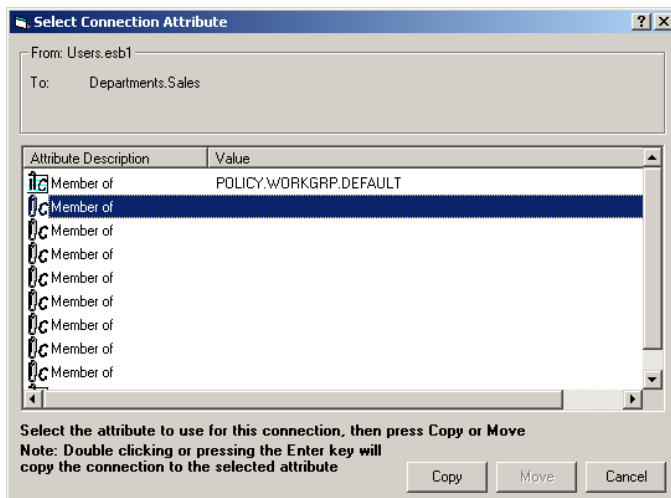 Select Connection Attribute
From: Users.esb1
To: Departments.Sales
Attribute Description Value
Member of POLICY.WORKGRP.DEFAULT
Member of
Member of
Member of
Member of
Member of
Member of
Member of
Member of
Select the attribute to use for this connection, then press Copy or Move
Note: Double clicking or pressing the Enter key will
copy the connection to the selected attribute
Copy Move Cancel